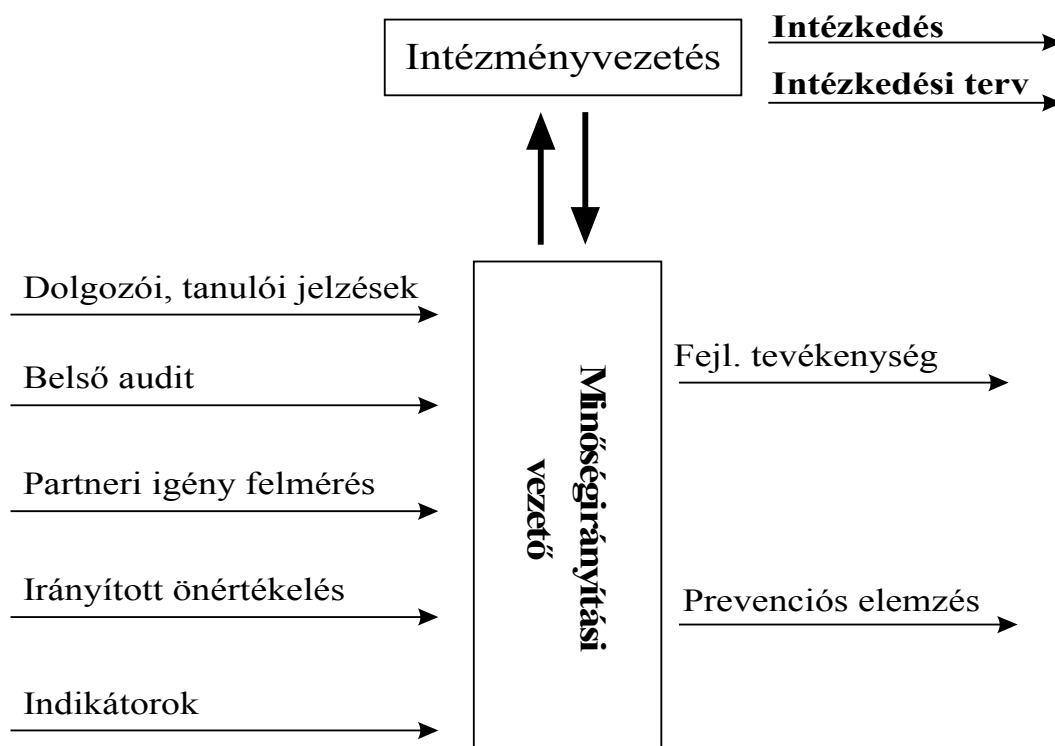 Intézményvezetés
Intézkedés
Intézkedési terv
Dolgozói, tanulói jelzések
Belső audit
Partneri igény felmérés
Irányított önértékelés
Indikátorok
Minőségirányítási
vezető
Fejl. tevékenység
Prevenciós elemzés